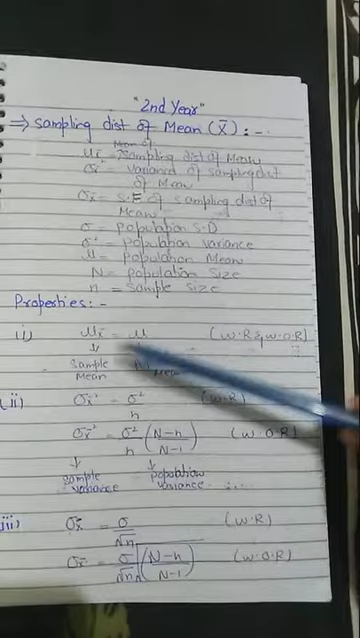 "2nd Year"
⇒ Sampling dist of Mean (X̄) : -.
Mean of
μx̄ = Sampling dist of Mean
σx̄² = Variance of sampling dist
of Mean
σx̄ = S.E of sampling dist of
Mean
σ = population S.D
σ² = population variance
μ = population Mean
N = population size
n = sample size
Properties: -
i) μx̄ = μ (W.R & W.O.R)
↓
Sample
Mean
(ii) σx̄² = σ²/n (W.R)
σx̄² = σ²/n (N-n/N-1) (W.O.R)
↓ ↓
sample population
variance variance
iii) σx̄ = σ/√n (W.R)
σx̄ = σ/√n √(N-n/N-1) (W.O.R)